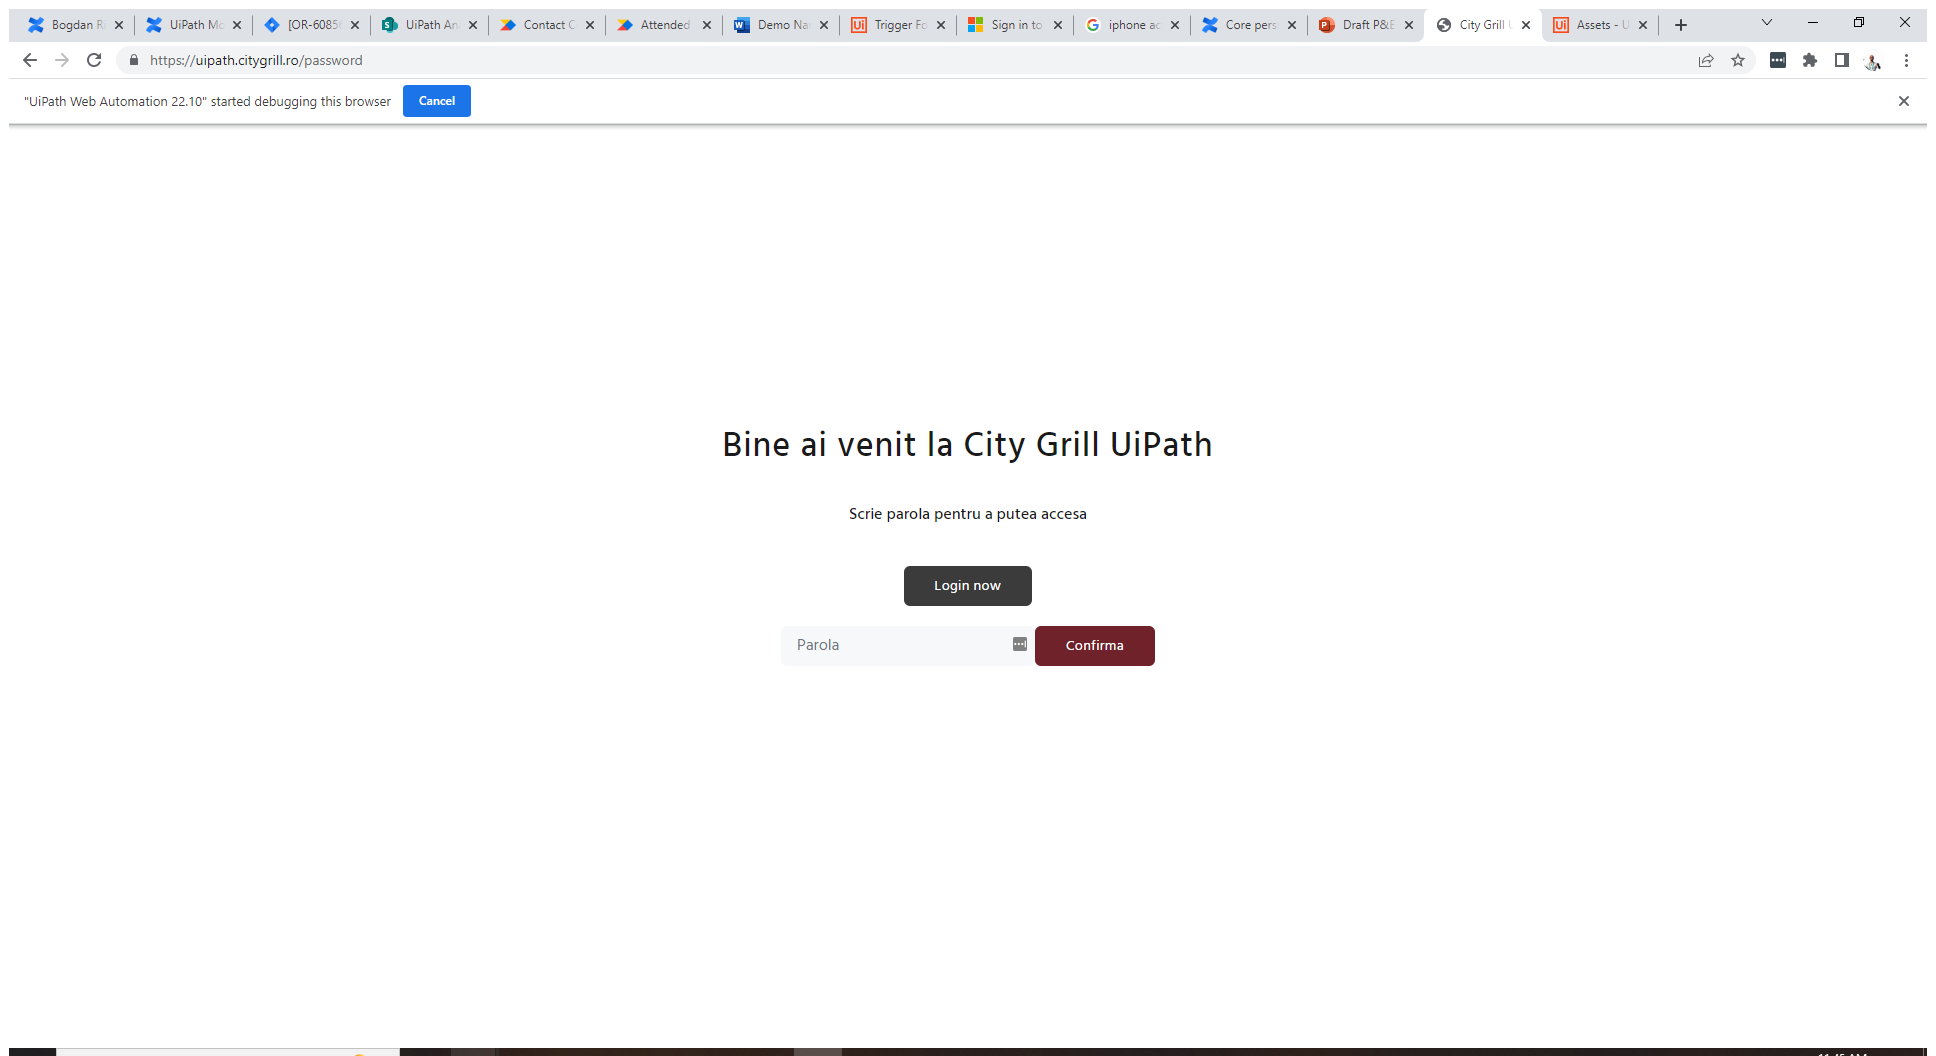 Bogdan Ri
UiPath Mo
[OR-6085
UiPath An
Contact C
Attended
Demo Na
Trigger Fo
Sign in to
iphone ac
Core pers
Draft P&E
City Grill
Assets - U
https://uipath.citygrill.ro/password
"UiPath Web Automation 22.10" started debugging this browser
Cancel
Bine ai venit la City Grill UiPath
Scrie parola pentru a putea accesa
Login now
Parola
Confirma